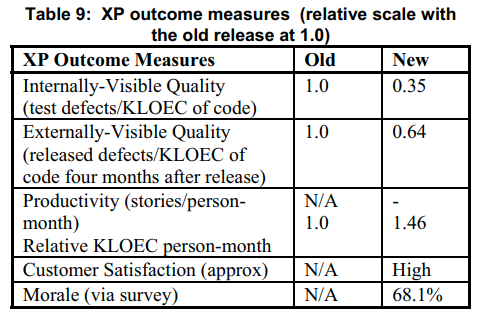 Table 9:  XP outcome measures  (relative scale with
the old release at 1.0)
XP Outcome Measures Old New
Internally-Visible Quality 1.0 0.35
(test defects/KLOEC of code)
Externally-Visible Quality 1.0 0.64
(released defects/KLOEC of
code four months after release)
Productivity (stories/person- N/A -
month) 1.0 1.46
Relative KLOEC person-month
Customer Satisfaction (approx) N/A High
Morale (via survey) N/A 68.1%